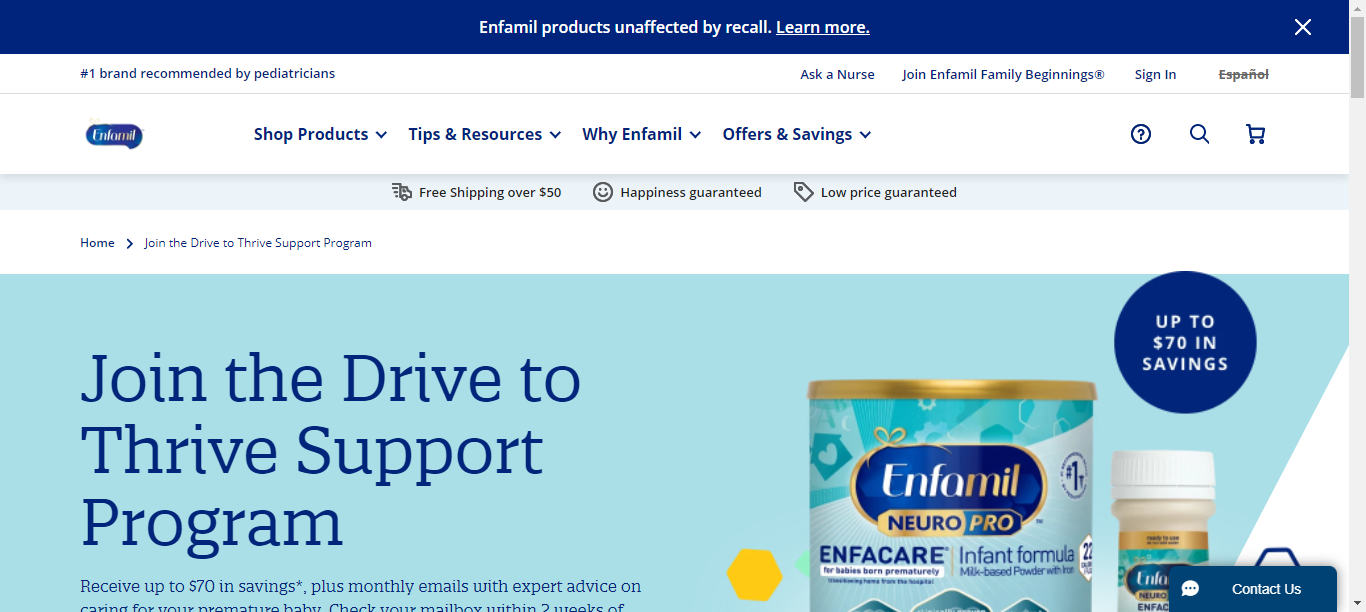 Enfamil products unaffected by recall. Learn more.
#1 brand recommended by pediatricians
Ask a Nurse
Join Enfamil Family Beginnings®
Sign In
Español
Enfamil
Shop Products
Tips & Resources
Why Enfamil
Offers & Savings
Free Shipping over $50
Happiness guaranteed
Low price guaranteed
Home
Join the Drive to Thrive Support Program
Join the Drive to
Thrive Support
Program
Receive up to $70 in savings*, plus monthly emails with expert advice on
caring for your premature baby. Check your mailbox within 2 weeks of
UP TO
$70 IN
SAVINGS
Enfamil
#1
NEUROPRO™
ENFACARE®
for babies born prematurely
Infant formula
Milk-based Powder with Iron
22
ready to use
Enfa
NEURO
ENFAC
Contact Us